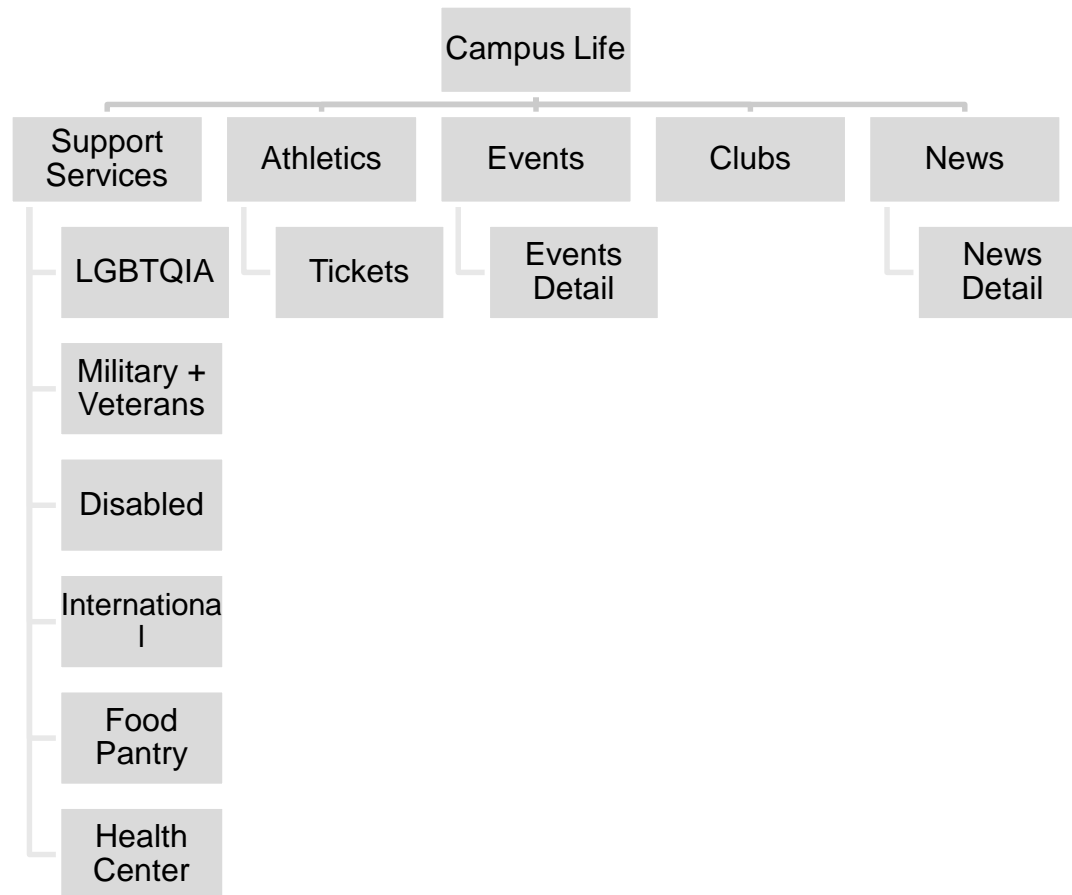 Campus Life
Support
Services
Athletics
Events
Clubs
News
LGBTQIA
Tickets
Events
Detail
News
Detail
Military +
Veterans
Disabled
Internationa
l
Food
Pantry
Health
Center